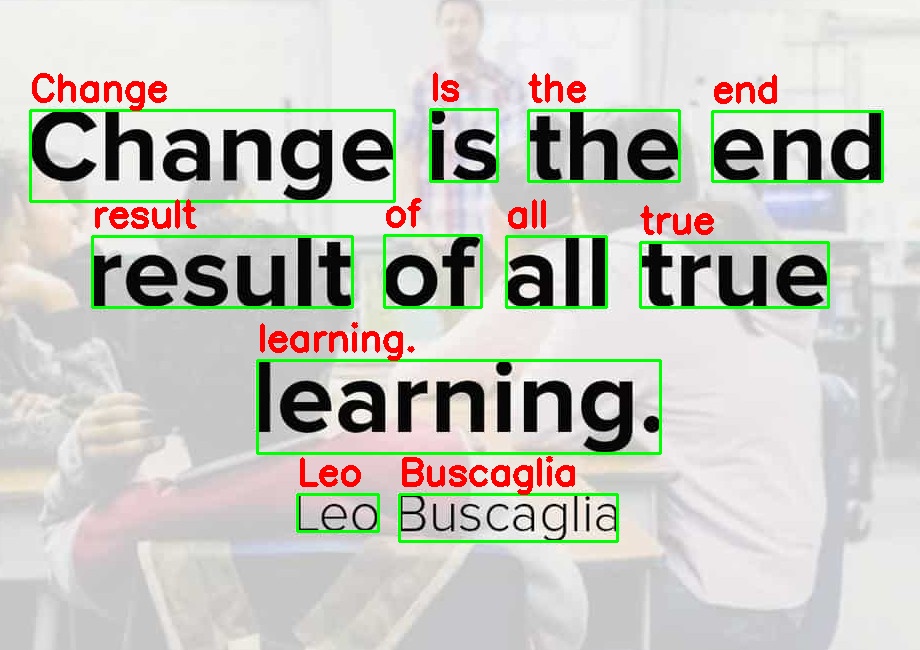 Change Is the end
Change is the end
result of all true
result of all true
learning.
learning.
Leo Buscaglia
Leo Buscaglia